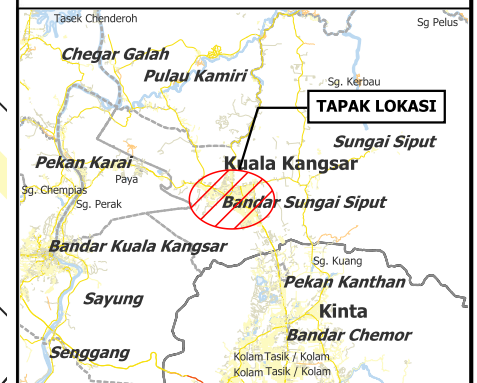 Tasek Chenderoh
Sg Pelus
Chegar Galah
Pulau Kamiri
Sg. Kerbau
TAPAK LOKASI
Sungai Siput
Pekan Karai
Kuala Kangsar
Paya
Sg. Chempias
Sg. Perak
Bandar Sungai Siput
Bandar Kuala Kangsar
Sg. Kuang
Pekan Kanthan
Sayung
Kinta
Bandar Chemor
Senggang
Kolam Tasik / Kolam
Kolam Tasik / Kolam